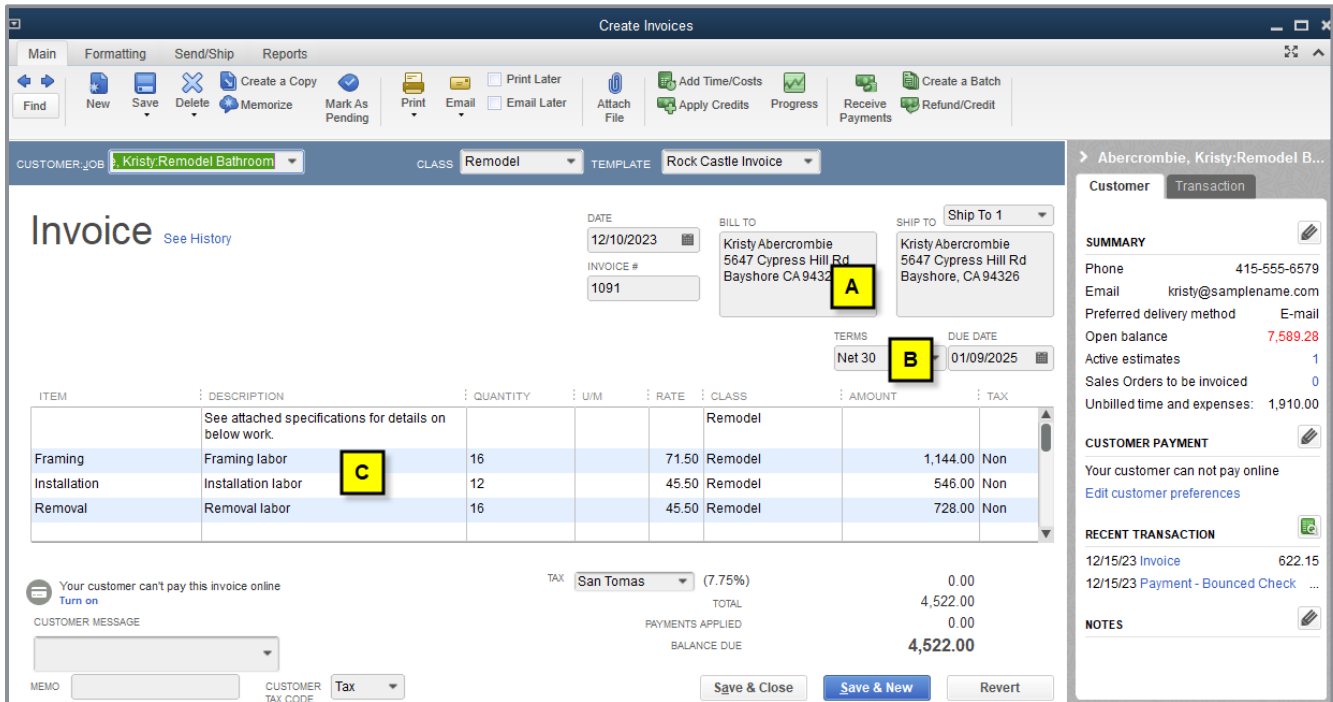 Create Invoices
Main Formatting Send/Ship Reports
Find New Save Delete Create a Copy Memorize Mark As Pending Print Email Print Later Email Later Attach File Add Time/Costs Apply Credits Progress Receive Payments Create a Batch Refund/Credit
CUSTOMER:JOB , Kristy:Remodel Bathroom CLASS Remodel TEMPLATE Rock Castle Invoice
Invoice See History
DATE
12/10/2023
INVOICE #
1091
BILL TO
Kristy Abercrombie
5647 Cypress Hill Rd
Bayshore CA 9432
A
SHIP TO Ship To 1
Kristy Abercrombie
5647 Cypress Hill Rd
Bayshore, CA 94326
TERMS DUE DATE
Net 30 B 01/09/2025
ITEM DESCRIPTION QUANTITY U/M RATE CLASS AMOUNT TAX
See attached specifications for details on Remodel
below work.
Framing Framing labor 16 71.50 Remodel 1,144.00 Non
C
Installation Installation labor 12 45.50 Remodel 546.00 Non
Removal Removal labor 16 45.50 Remodel 728.00 Non
Your customer can't pay this invoice online
Turn on
CUSTOMER MESSAGE
MEMO CUSTOMER TAX CODE Tax
TAX San Tomas (7.75%) 0.00
TOTAL 4,522.00
PAYMENTS APPLIED 0.00
BALANCE DUE 4,522.00
Save & Close Save & New Revert
Abercrombie, Kristy:Remodel B...
Customer Transaction
SUMMARY
Phone 415-555-6579
Email kristy@samplename.com
Preferred delivery method E-mail
Open balance 7,589.28
Active estimates 1
Sales Orders to be invoiced 0
Unbilled time and expenses: 1,910.00
CUSTOMER PAYMENT
Your customer can not pay online
Edit customer preferences
RECENT TRANSACTION
12/15/23 Invoice 622.15
12/15/23 Payment - Bounced Check ...
NOTES